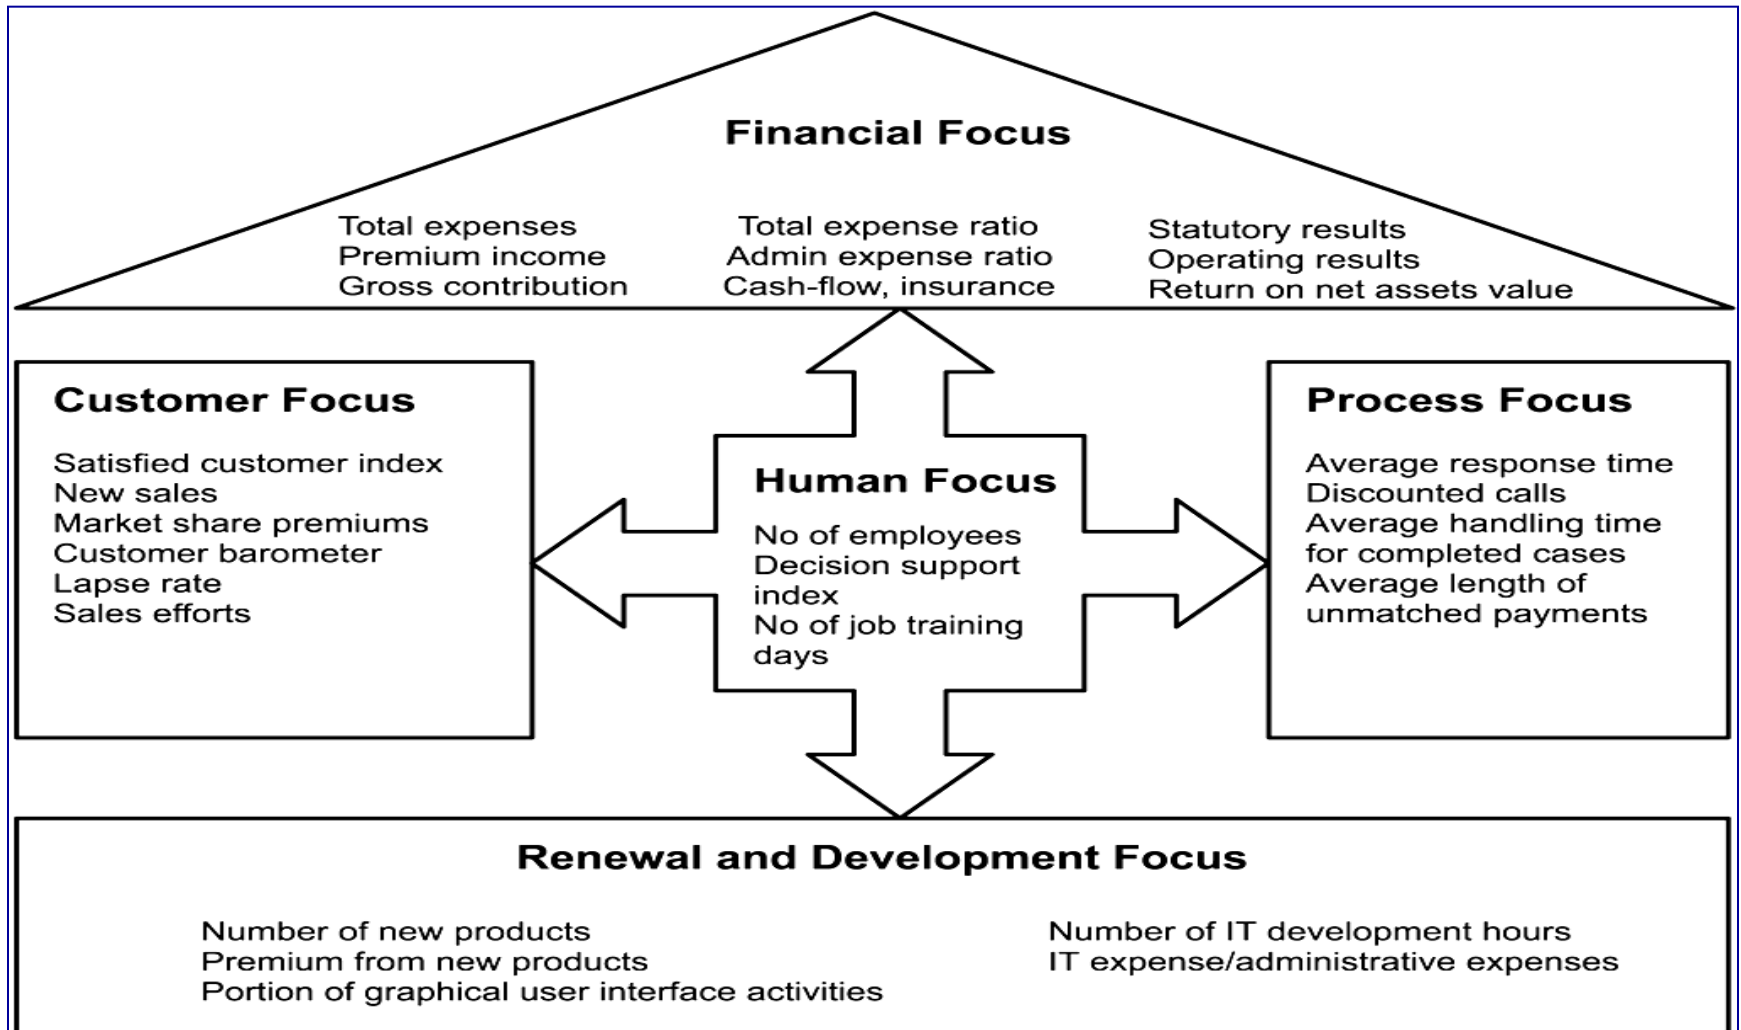 Financial Focus
Total expenses
Premium income
Gross contribution
Total expense ratio
Admin expense ratio
Cash-flow, insurance
Statutory results
Operating results
Return on net assets value
Customer Focus
Satisfied customer index
New sales
Market share premiums
Customer barometer
Lapse rate
Sales efforts
Human Focus
No of employees
Decision support
index
No of job training
days
Process Focus
Average response time
Discounted calls
Average handling time
for completed cases
Average length of
unmatched payments
Renewal and Development Focus
Number of new products
Premium from new products
Portion of graphical user interface activities
Number of IT development hours
IT expense/administrative expenses